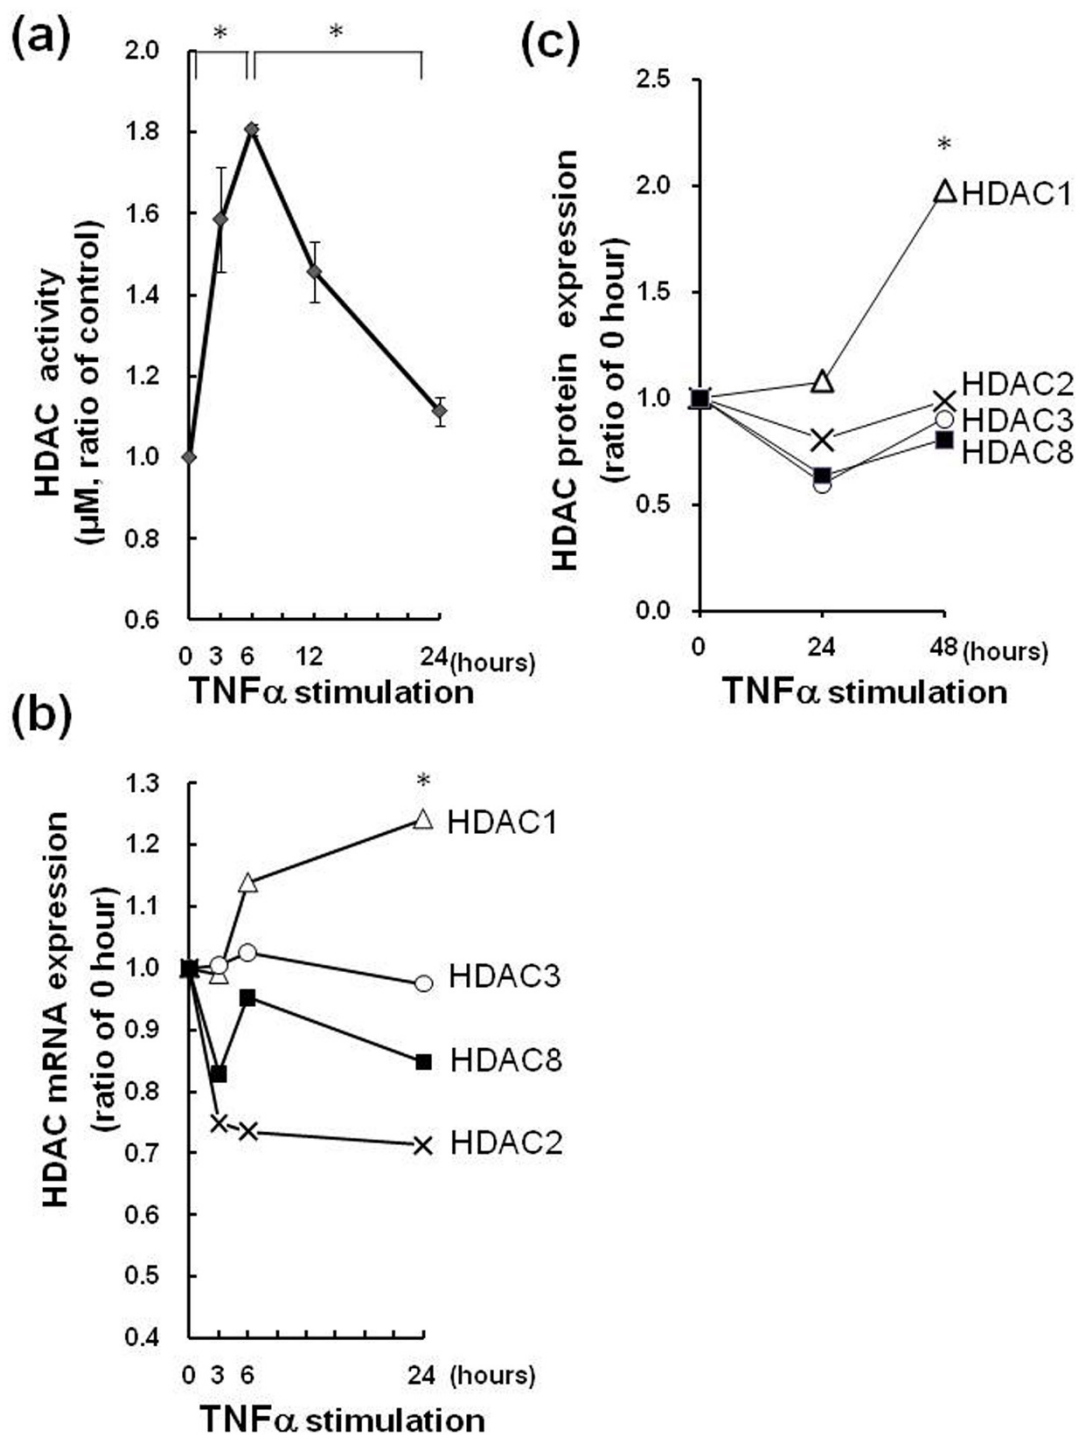 (a)
*
*
2.0
1.8
1.6
1.4
1.2
1.0
0.8
0.6
HDAC activity
(μM, ratio of control)
0 3 6 12 24 (hours)
TNFα stimulation
(c)
2.5
2.0
1.5
1.0
0.5
0.0
HDAC protein expression
(ratio of 0 hour)
*
HDAC1
HDAC2
HDAC3
HDAC8
0 24 48 (hours)
TNFα stimulation
(b)
1.3
1.2
1.1
1.0
0.9
0.8
0.7
0.6
0.5
0.4
HDAC mRNA expression
(ratio of 0 hour)
*
HDAC1
HDAC3
HDAC8
HDAC2
0 3 6 24 (hours)
TNFα stimulation